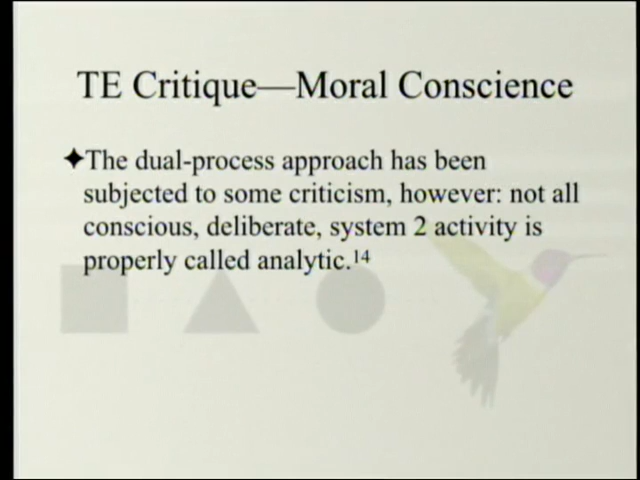 TE Critique—Moral Conscience
✦The dual-process approach has been
subjected to some criticism, however: not all
conscious, deliberate, system 2 activity is
properly called analytic.¹⁴